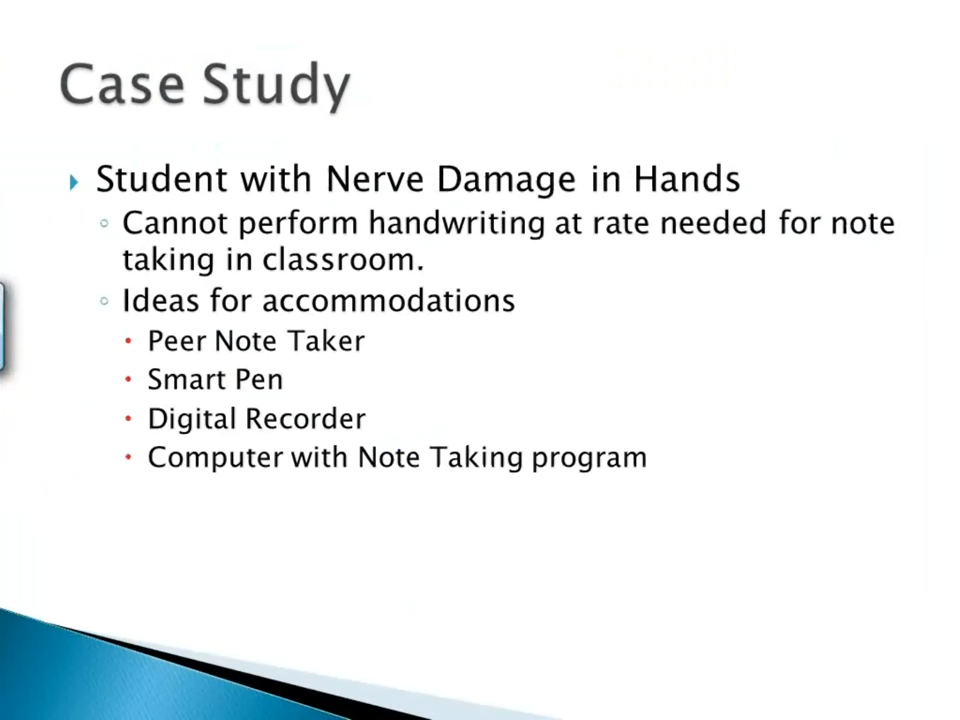 Case Study
Student with Nerve Damage in Hands
Cannot perform handwriting at rate needed for note
taking in classroom.
Ideas for accommodations
Peer Note Taker
Smart Pen
Digital Recorder
Computer with Note Taking program